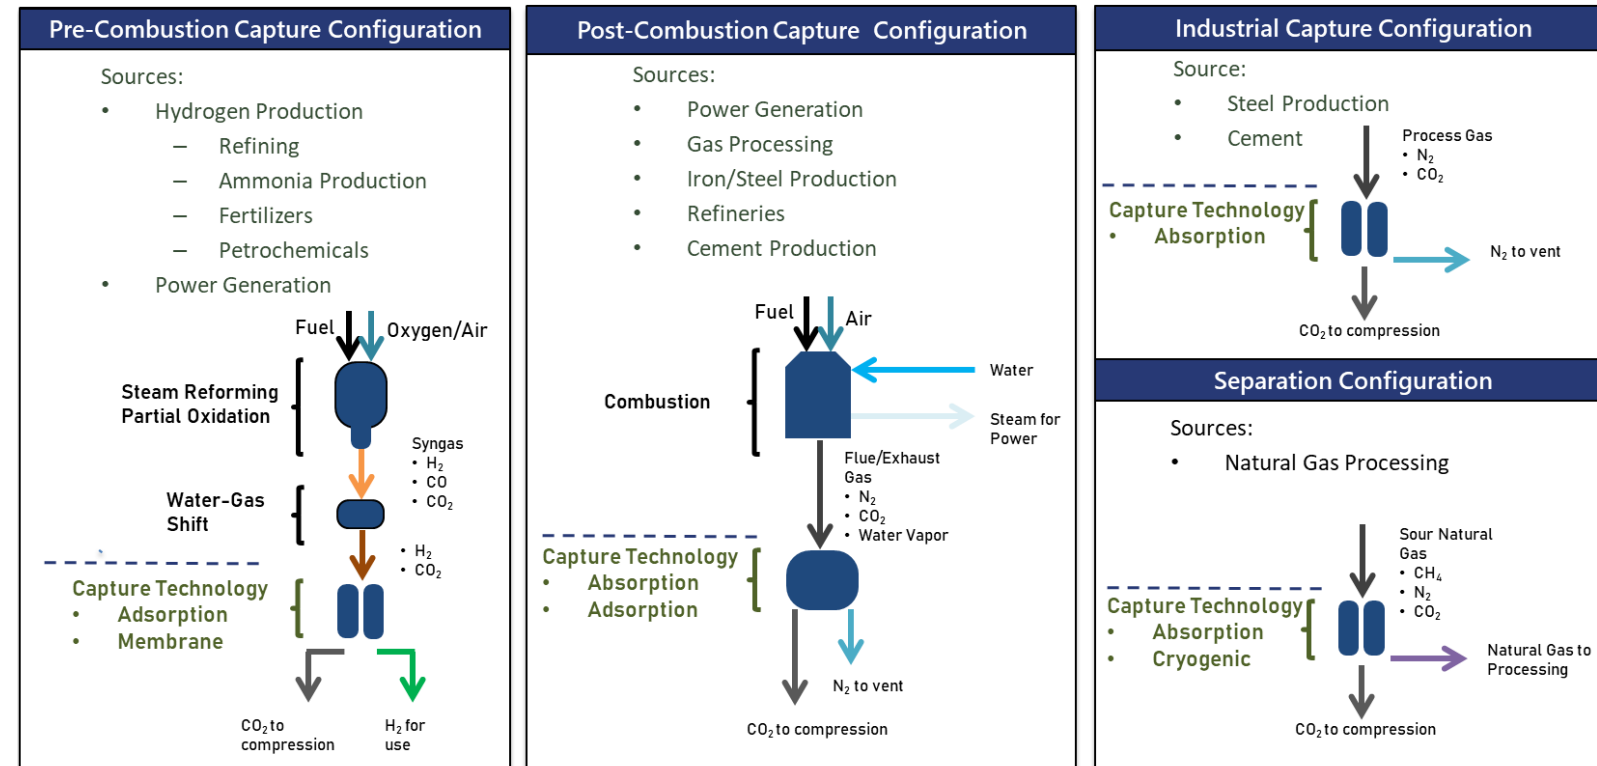 Pre-Combustion Capture Configuration
Sources:
• Hydrogen Production
– Refining
– Ammonia Production
– Fertilizers
– Petrochemicals
• Power Generation
Fuel
Oxygen/Air
Steam Reforming
Partial Oxidation
Syngas
• H₂
• CO
• CO₂
Water-Gas
Shift
• H₂
• CO₂
Capture Technology
• Adsorption
• Membrane
CO₂ to
compression
H₂ for
use
Post-Combustion Capture Configuration
Sources:
• Power Generation
• Gas Processing
• Iron/Steel Production
• Refineries
• Cement Production
Fuel
Air
Water
Combustion
Steam for
Power
Flue/Exhaust
Gas
• N₂
• CO₂
• Water Vapor
Capture Technology
• Absorption
• Adsorption
N₂ to vent
CO₂ to compression
Industrial Capture Configuration
Source:
• Steel Production
• Cement
Process Gas
• N₂
• CO₂
Capture Technology
• Absorption
N₂ to vent
CO₂ to compression
Separation Configuration
Sources:
• Natural Gas Processing
Sour Natural
Gas
• CH₄
• N₂
• CO₂
Capture Technology
• Absorption
• Cryogenic
Natural Gas to
Processing
CO₂ to compression